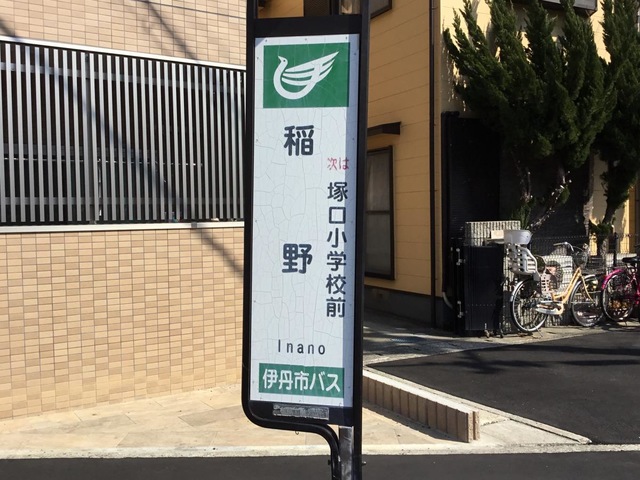 稲野
次は
塚口小学校前
Inano
伊丹市バス